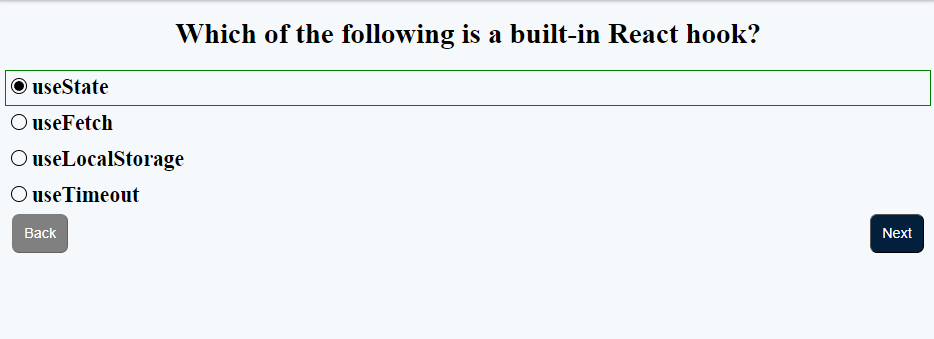 Which of the following is a built-in React hook?
useState
useFetch
useLocalStorage
useTimeout
Back
Next